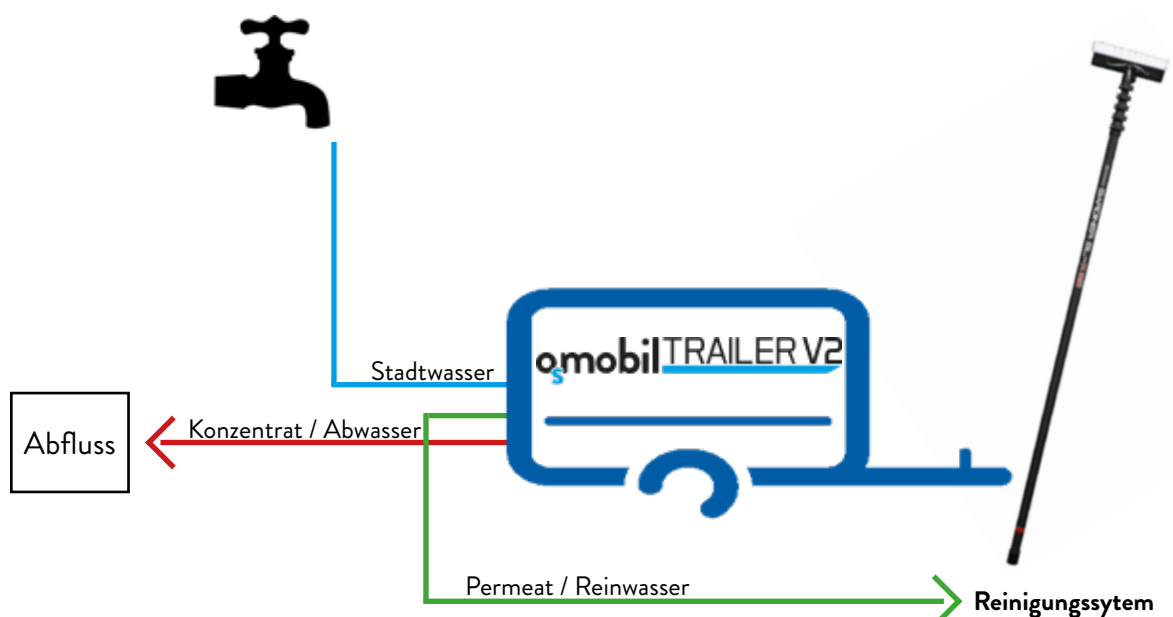 osmobil TRAILER V2
Stadtwasser
Konzentrat / Abwasser
Abfluss
Permeat / Reinwasser
Reinigungssytem